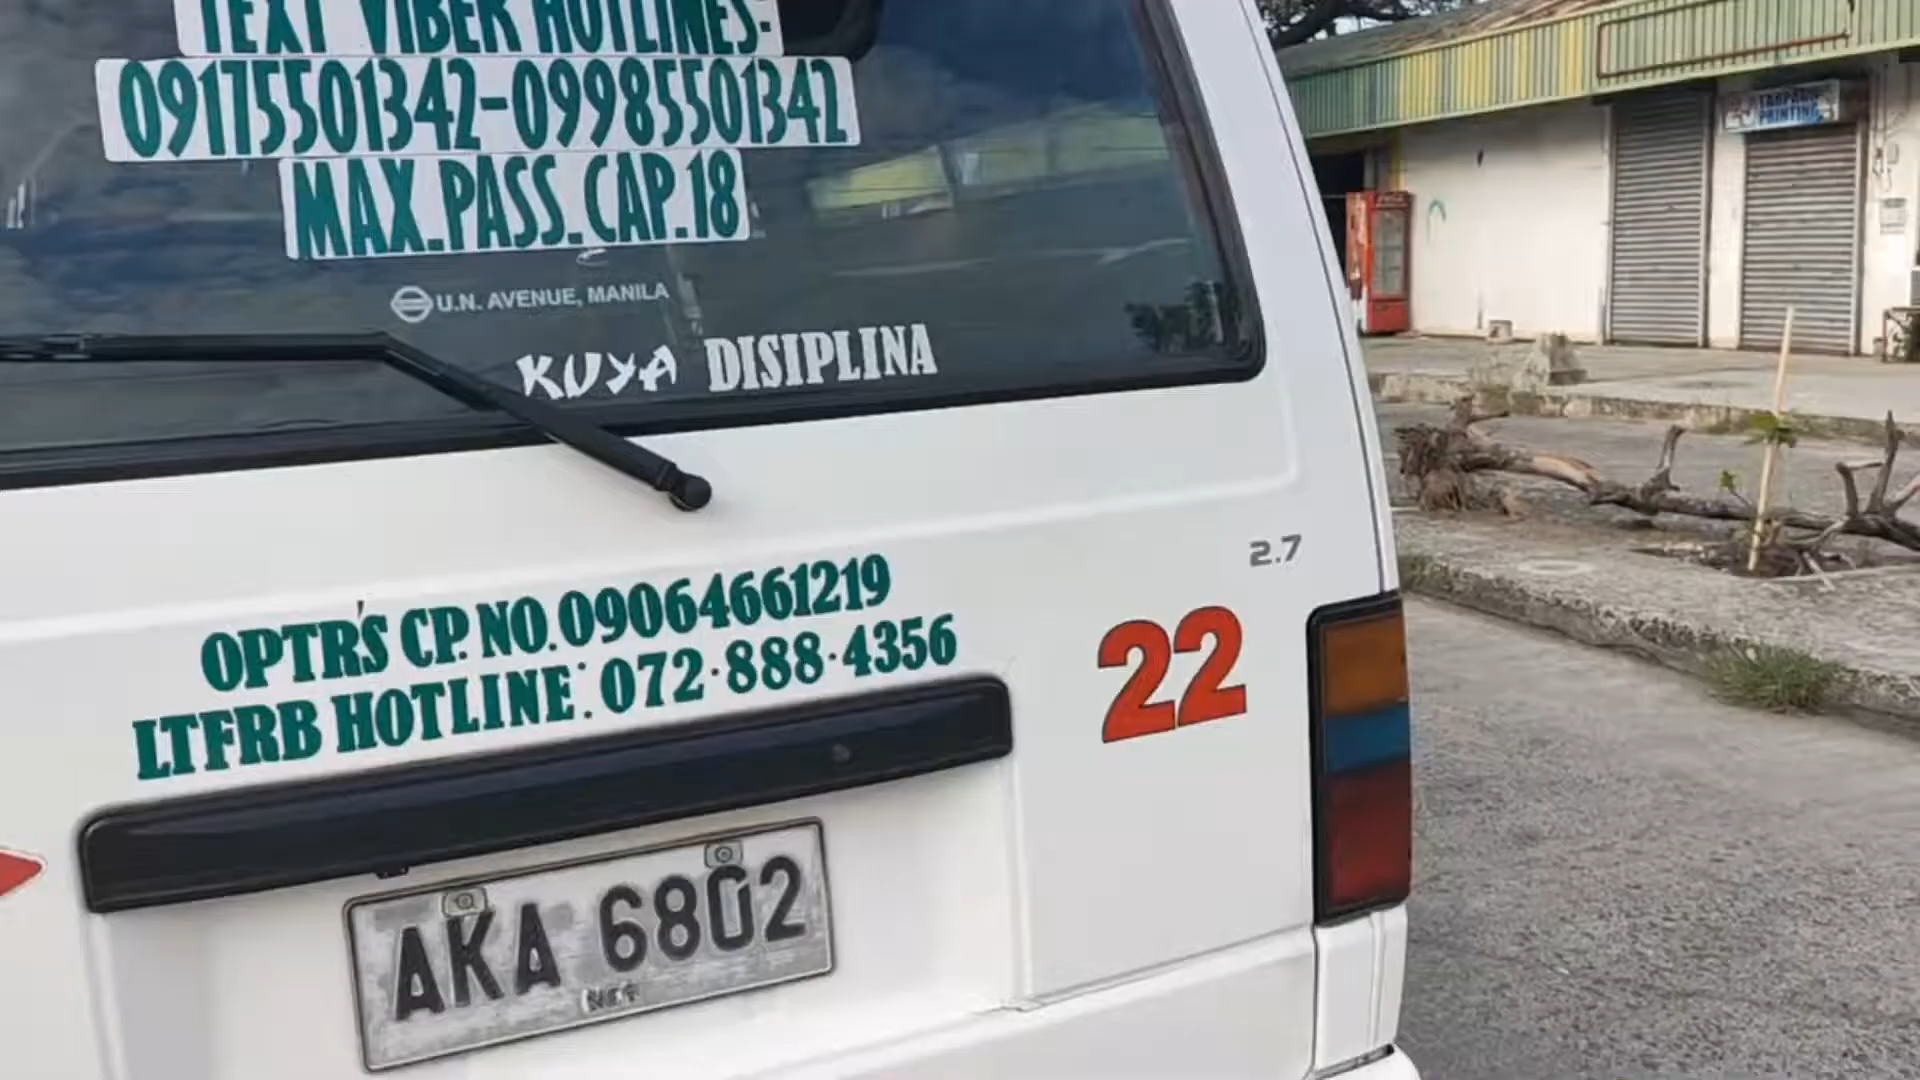 TEXT VIBER HOTLINES:
09175501342-09985501342
MAX.PASS.CAP.18
U.N. AVENUE, MANILA
KUYA DISIPLINA
2.7
OPTR'S CP. NO. 09064661219
LTFRB HOTLINE: 072·888·4356
22
AKA 6802
PRINTING